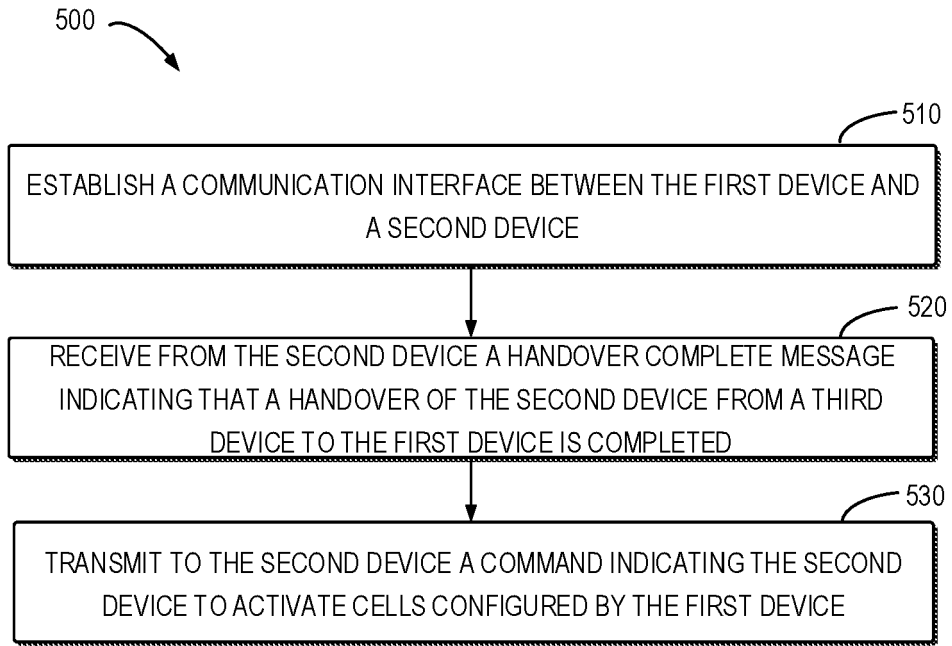 500
510
ESTABLISH A COMMUNICATION INTERFACE BETWEEN THE FIRST DEVICE AND
A SECOND DEVICE
520
RECEIVE FROM THE SECOND DEVICE A HANDOVER COMPLETE MESSAGE
INDICATING THAT A HANDOVER OF THE SECOND DEVICE FROM A THIRD
DEVICE TO THE FIRST DEVICE IS COMPLETED
530
TRANSMIT TO THE SECOND DEVICE A COMMAND INDICATING THE SECOND
DEVICE TO ACTIVATE CELLS CONFIGURED BY THE FIRST DEVICE